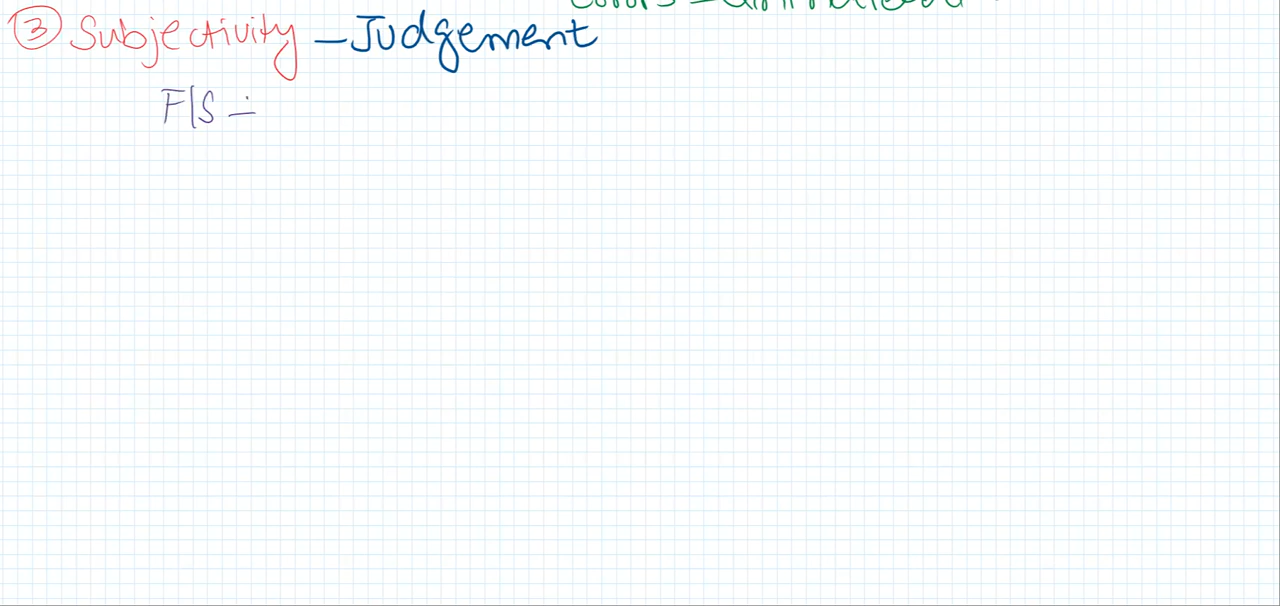 ③ Subjectivity - Judgement
F/S -